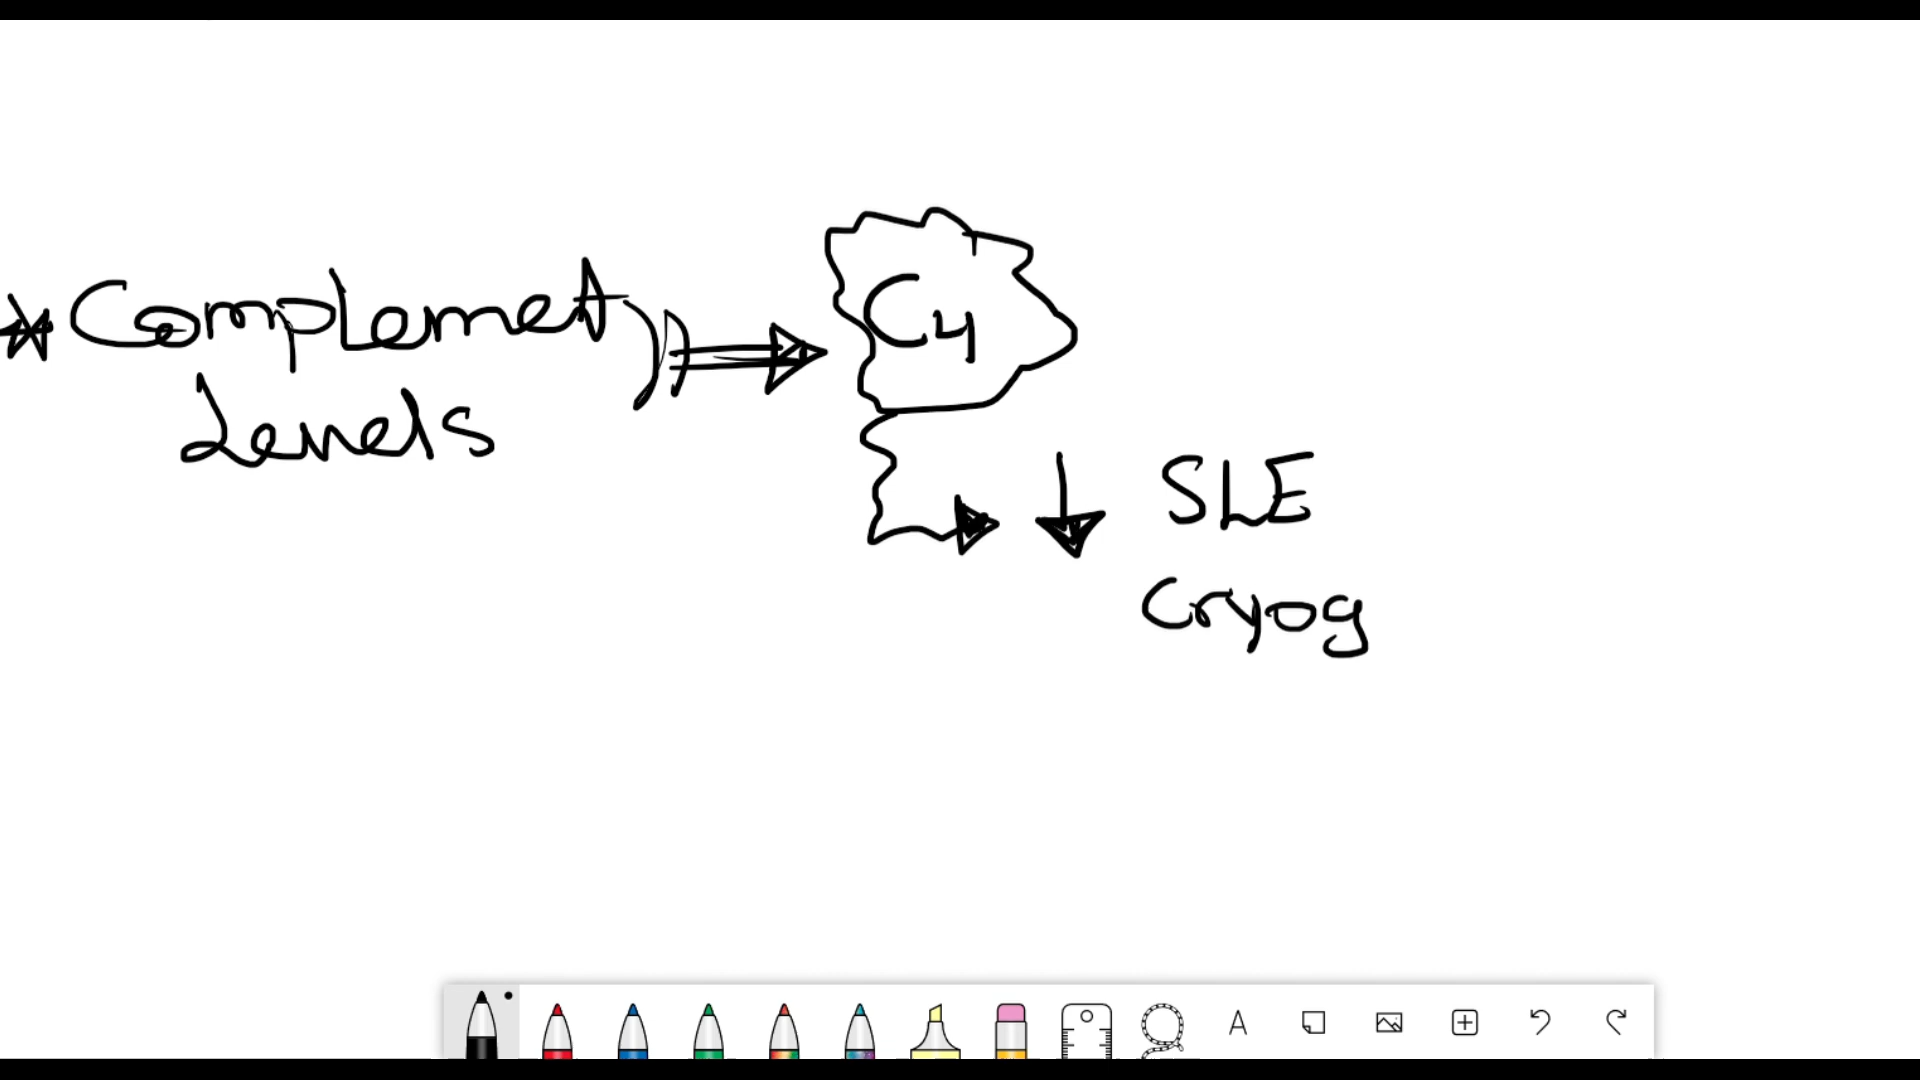 * Complemet
Levels
C4
↓ SLE
Cryog
A